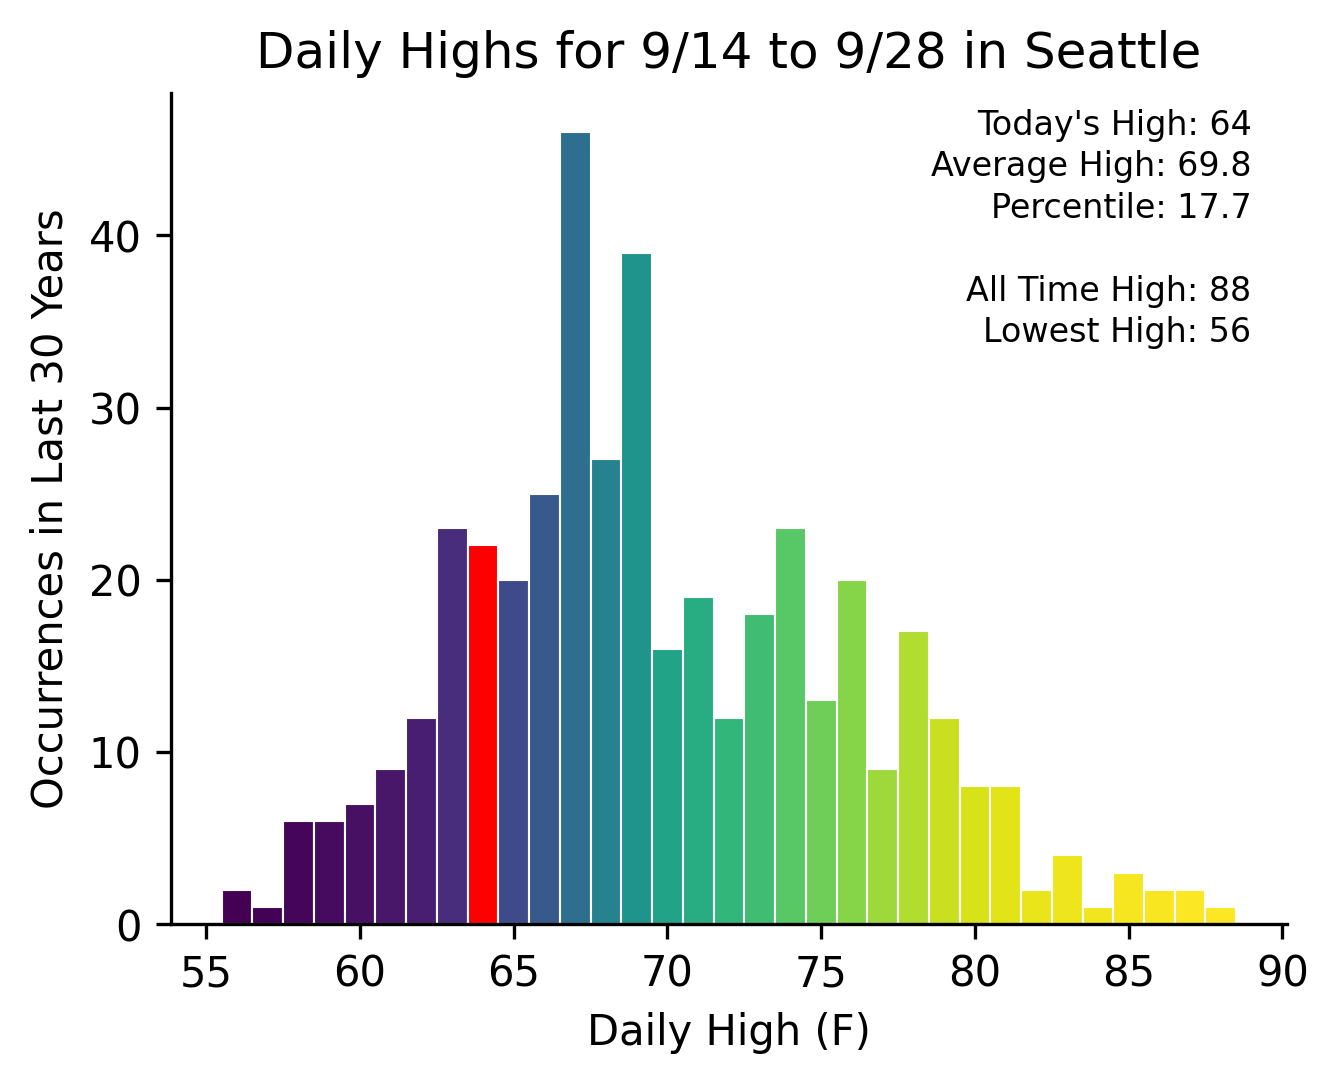 Daily Highs for 9/14 to 9/28 in Seattle
Today's High: 64
Average High: 69.8
Percentile: 17.7
All Time High: 88
Lowest High: 56
Occurrences in Last 30 Years
40
30
20
10
0
55 60 65 70 75 80 85 90
Daily High (F)